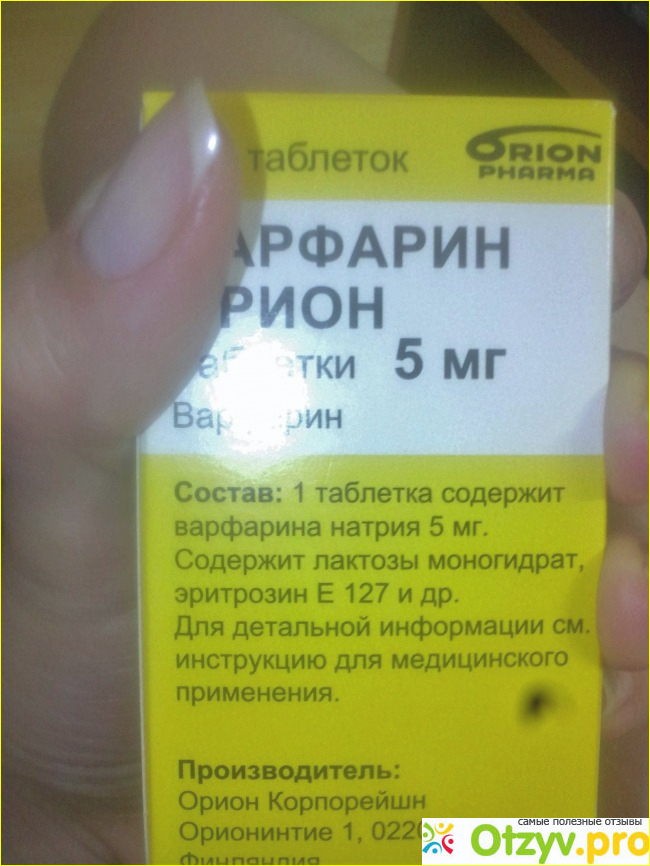 таблеток
ORION
PHARMA
АРФАРИН
РИОН
5 мг
Состав: 1 таблетка содержит
варфарина натрия 5 мг.
Содержит лактозы моногидрат,
эритрозин Е 127 и др.
Для детальной информации см.
инструкцию для медицинского
применения.
Производитель:
Орион Корпорейшн
Орионинтие 1, 0220
Финляндия
самые полезные отзывы
Otzyv.pro